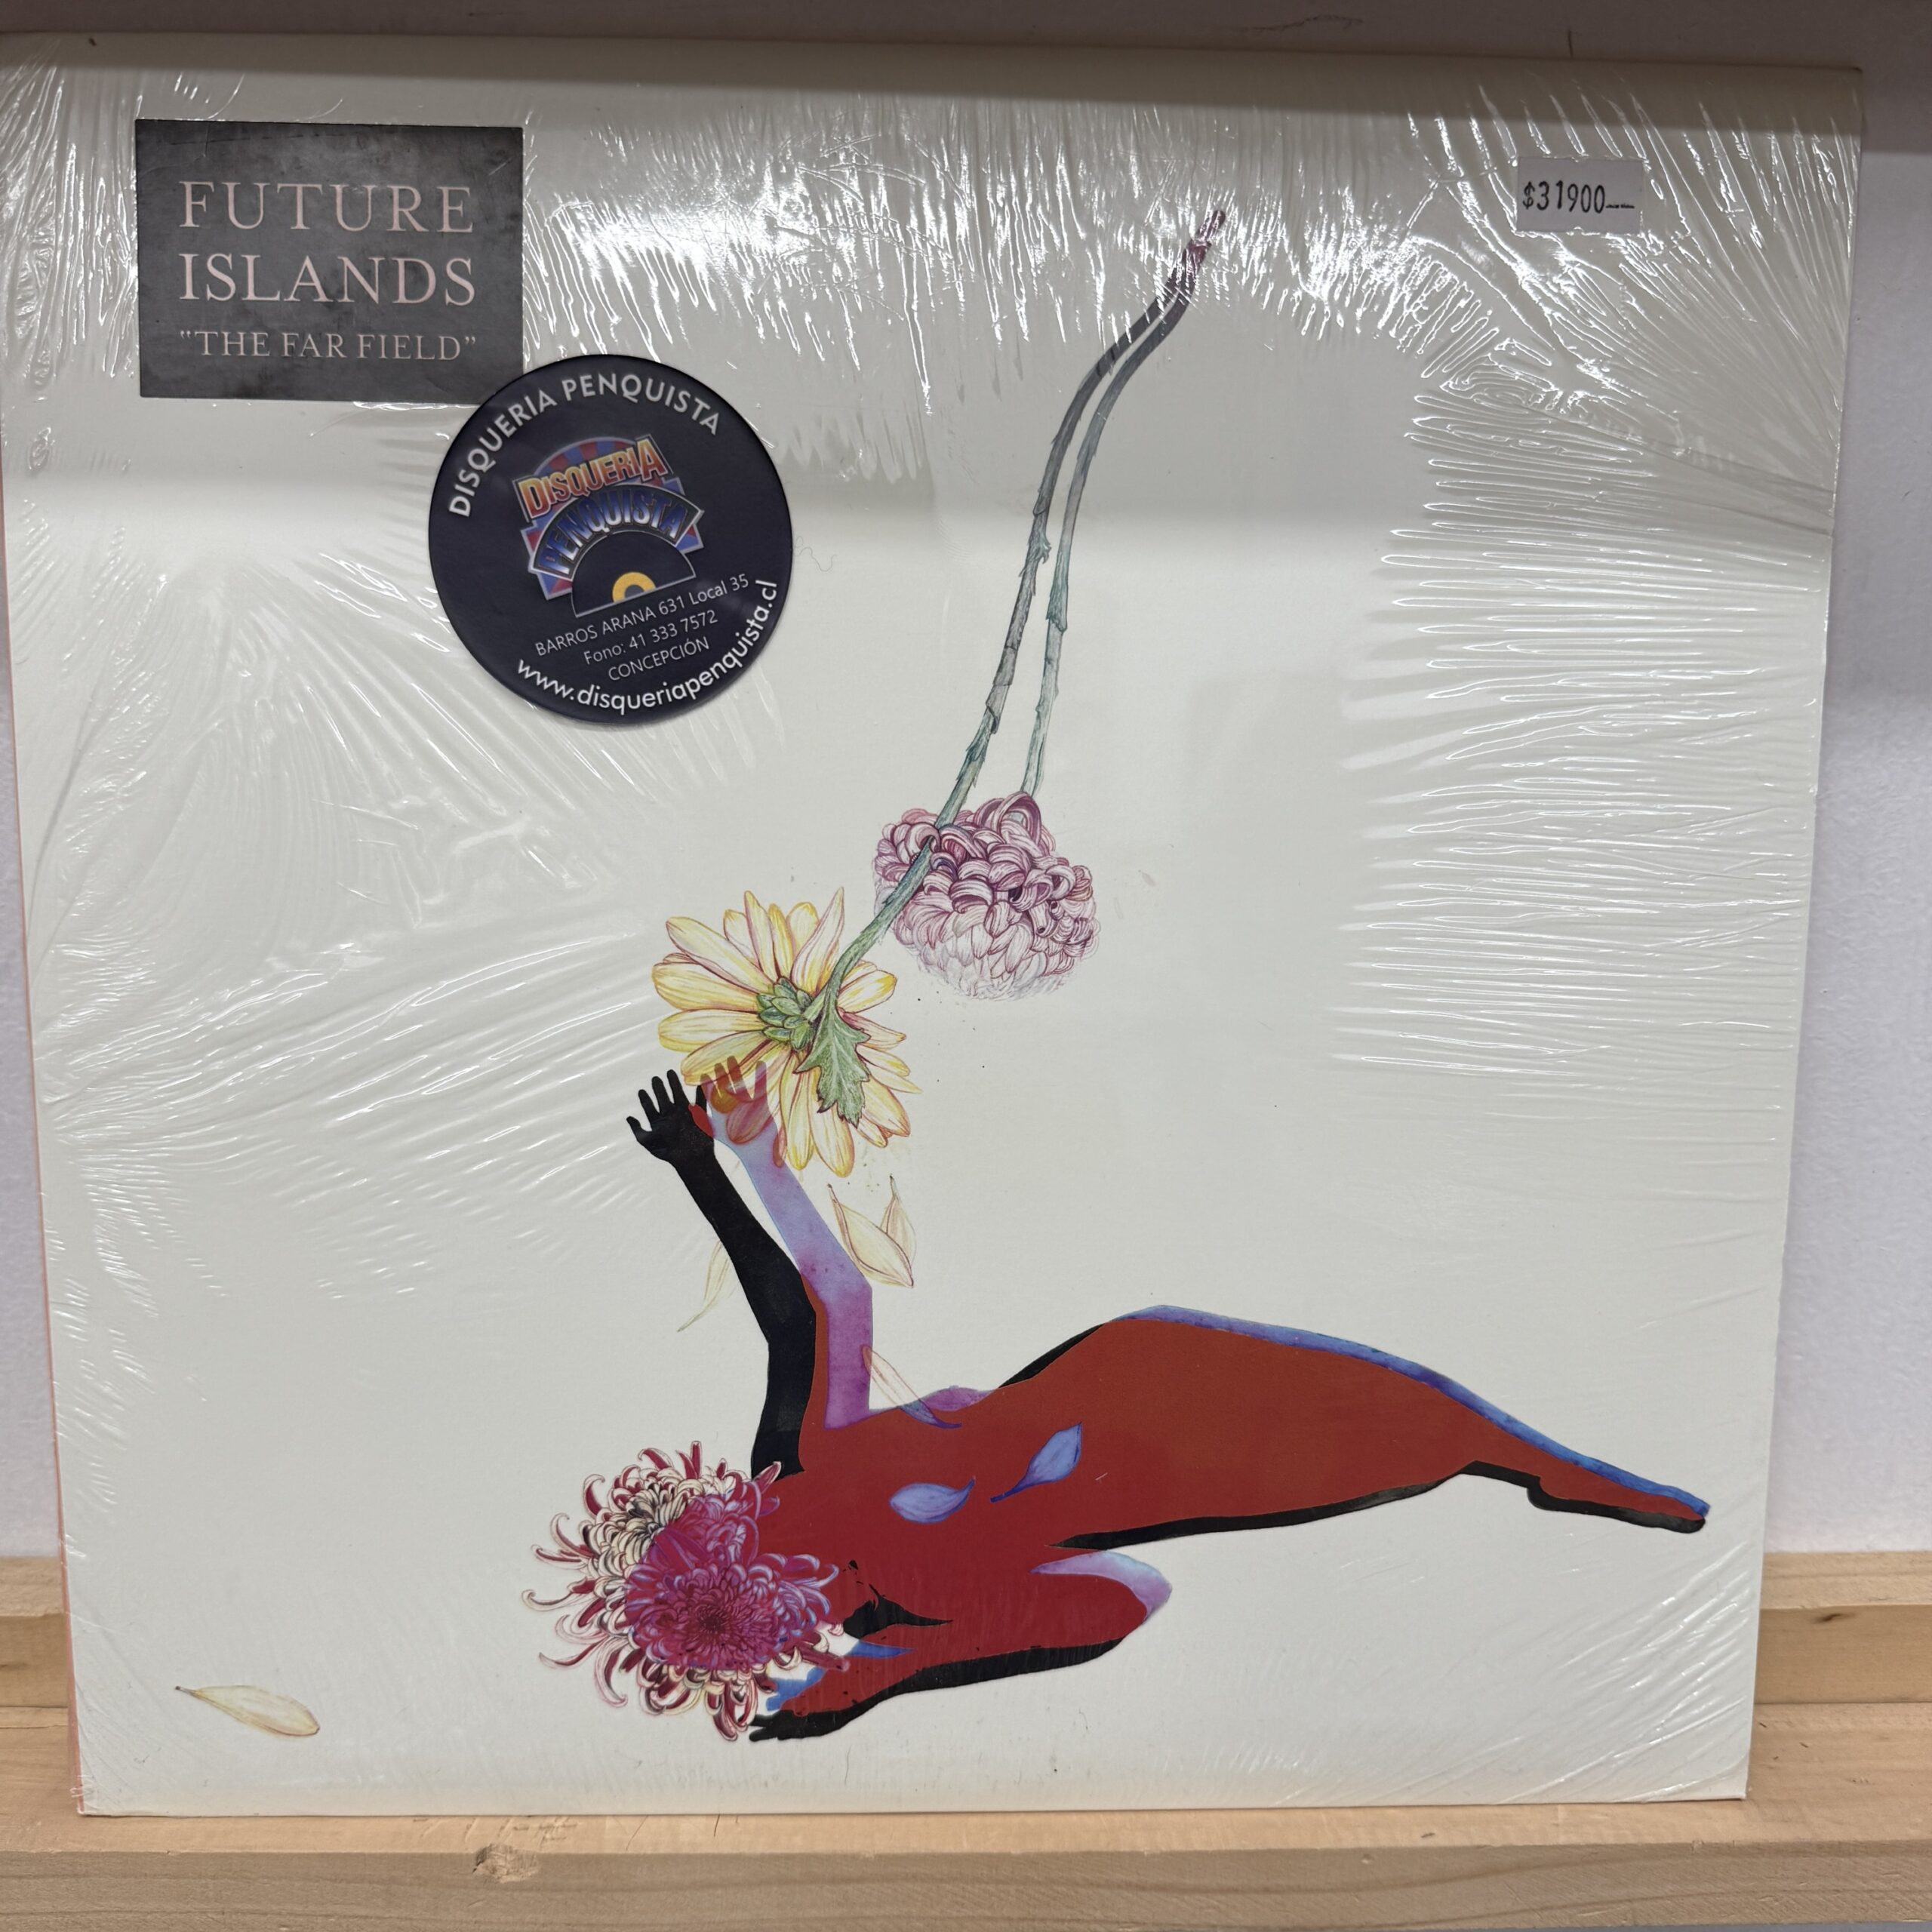 FUTURE
ISLANDS
"THE FAR FIELD"
$31900.--
DISQUERIA PENQUISTA
DISQUERIA
PENQUISTA
BARROS ARANA 631 Local 35
Fono: 41 333 7572
CONCEPCIÓN
www.disqueriapenquista.cl